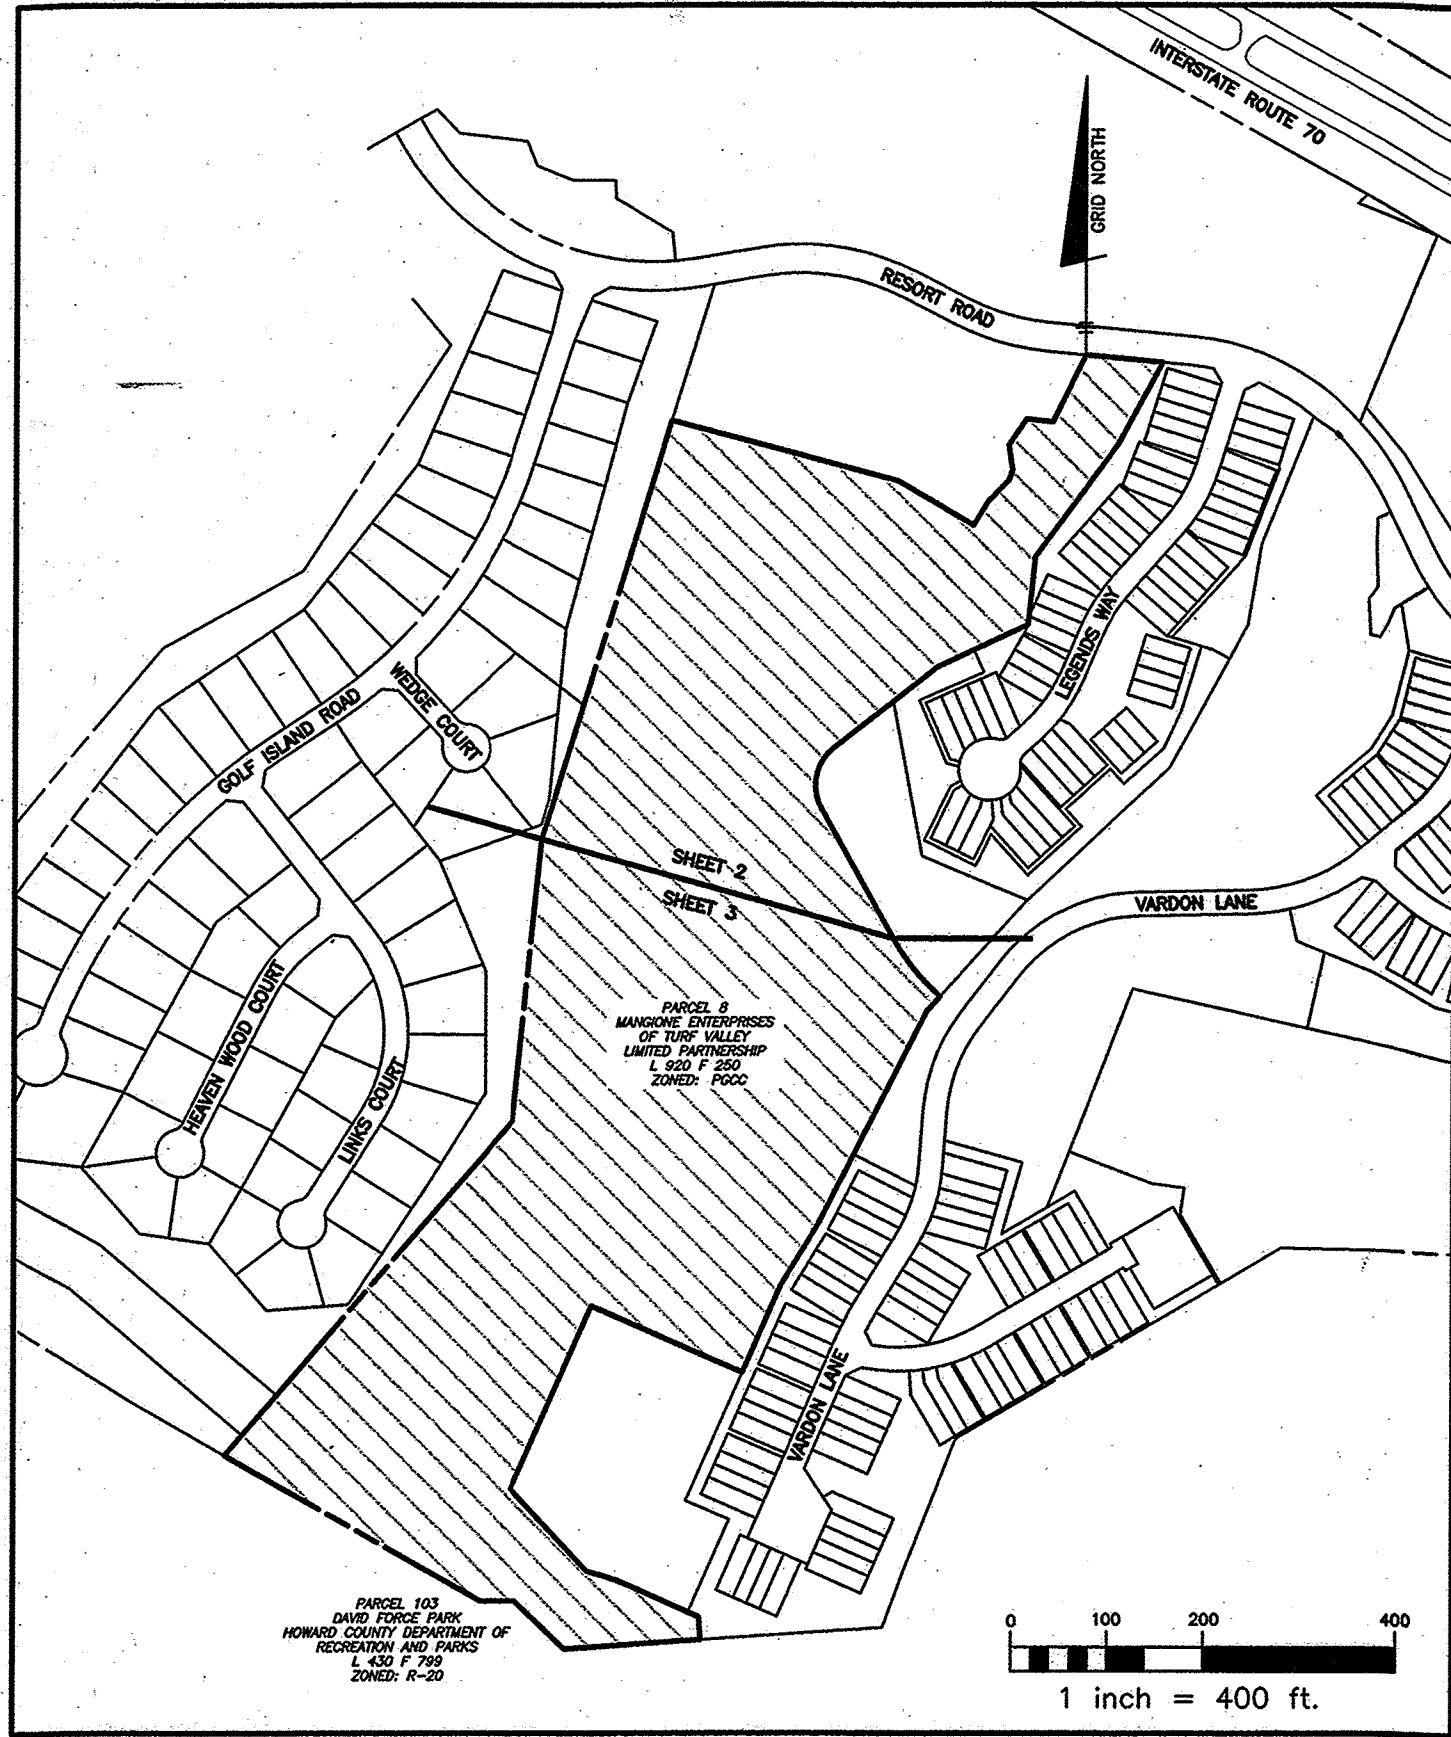 INTERSTATE ROUTE 70
GRID NORTH
RESORT ROAD
LEGENDS WAY
WEDGE COURT
GOLF ISLAND ROAD
SHEET 2
SHEET 3
VARDON LANE
HEAVEN WOOD COURT
LINKS COURT
PARCEL 8
MANGIONE ENTERPRISES
OF TURF VALLEY
LIMITED PARTNERSHIP
L 920 F 250
ZONED: PGCC
VARDON LANE
PARCEL 103
DAVID FORCE PARK
HOWARD COUNTY DEPARTMENT OF
RECREATION AND PARKS
L 430 F 799
ZONED: R-20
0 100 200 400
1 inch = 400 ft.